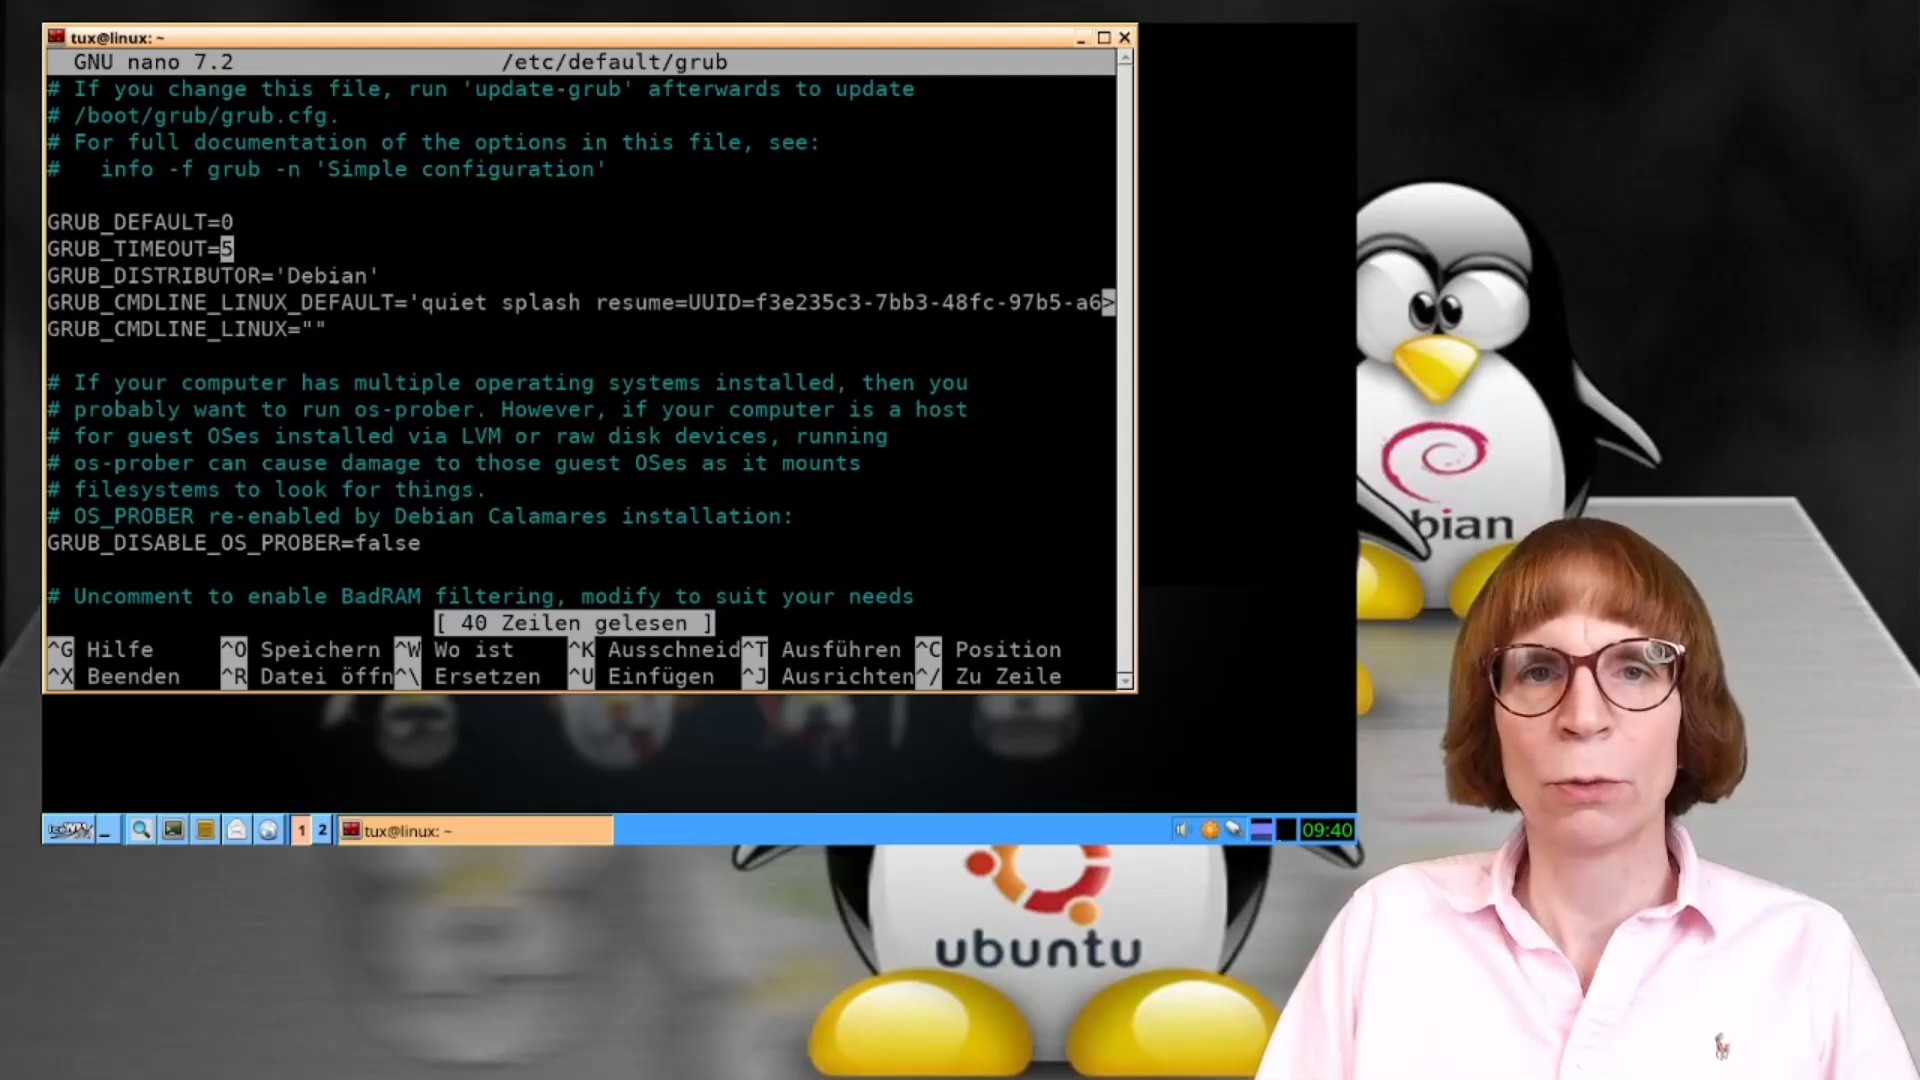 tux@linux: ~
GNU nano 7.2 /etc/default/grub
# If you change this file, run 'update-grub' afterwards to update
# /boot/grub/grub.cfg.
# For full documentation of the options in this file, see:
#   info -f grub -n 'Simple configuration'
GRUB_DEFAULT=0
GRUB_TIMEOUT=5
GRUB_DISTRIBUTOR='Debian'
GRUB_CMDLINE_LINUX_DEFAULT='quiet splash resume=UUID=f3e235c3-7bb3-48fc-97b5-a6>
GRUB_CMDLINE_LINUX=""
# If your computer has multiple operating systems installed, then you
# probably want to run os-prober. However, if your computer is a host
# for guest OSes installed via LVM or raw disk devices, running
# os-prober can cause damage to those guest OSes as it mounts
# filesystems to look for things.
# OS_PROBER re-enabled by Debian Calamares installation:
GRUB_DISABLE_OS_PROBER=false
# Uncomment to enable BadRAM filtering, modify to suit your needs
[ 40 Zeilen gelesen ]
^G Hilfe ^O Speichern ^W Wo ist ^K Ausschneid ^T Ausführen ^C Position
^X Beenden ^R Datei öffn ^\ Ersetzen ^U Einfügen ^J Ausrichten ^/ Zu Zeile
bian
1 2 tux@linux: ~ 09:40
ubuntu